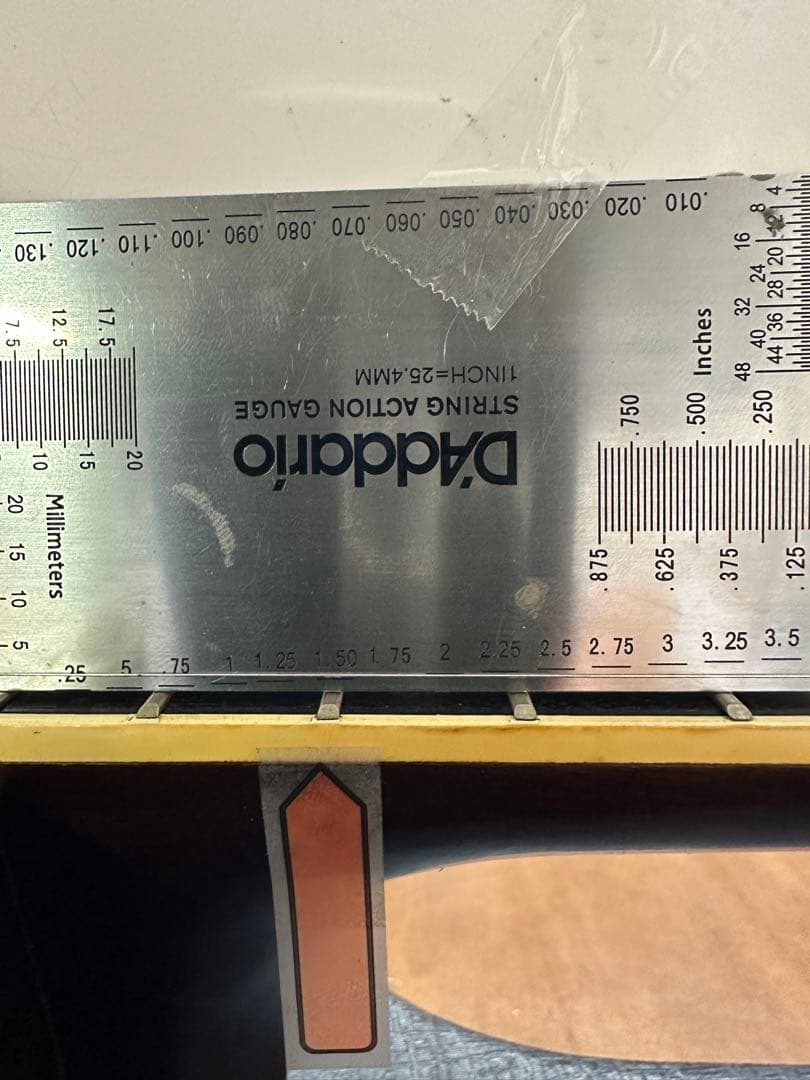 .130 .120 .110 .100 .090 .080 .070 .060 .050 .040 .030 .020 .010
4
8
12
16
20
24
28
32
36
40
44
48
Inches
7.5 12.5 17.5
10 15 20
Millimeters
20
15
10
5
D'Addario
STRING ACTION GAUGE
1INCH=25.4MM
.750 .500 .250
.875 .625 .375 .125
.25 .5 .75 1 1.25 1.50 1.75 2 2.25 2.5 2.75 3 3.25 3.5